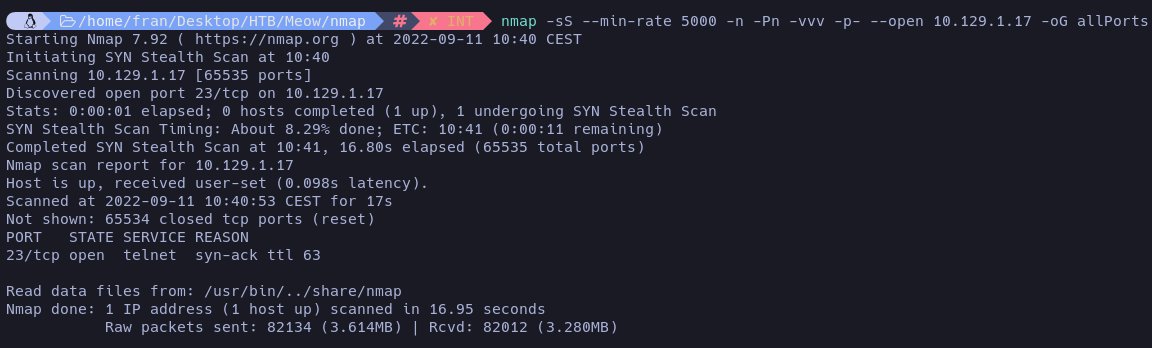 /home/fran/Desktop/HTB/Meow/nmap # ✘ INT nmap -sS --min-rate 5000 -n -Pn -vvv -p- --open 10.129.1.17 -oG allPorts
Starting Nmap 7.92 ( https://nmap.org ) at 2022-09-11 10:40 CEST
Initiating SYN Stealth Scan at 10:40
Scanning 10.129.1.17 [65535 ports]
Discovered open port 23/tcp on 10.129.1.17
Stats: 0:00:01 elapsed; 0 hosts completed (1 up), 1 undergoing SYN Stealth Scan
SYN Stealth Scan Timing: About 8.29% done; ETC: 10:41 (0:00:11 remaining)
Completed SYN Stealth Scan at 10:41, 16.80s elapsed (65535 total ports)
Nmap scan report for 10.129.1.17
Host is up, received user-set (0.098s latency).
Scanned at 2022-09-11 10:40:53 CEST for 17s
Not shown: 65534 closed tcp ports (reset)
PORT   STATE SERVICE REASON
23/tcp open  telnet  syn-ack ttl 63

Read data files from: /usr/bin/../share/nmap
Nmap done: 1 IP address (1 host up) scanned in 16.95 seconds
           Raw packets sent: 82134 (3.614MB) | Rcvd: 82012 (3.280MB)